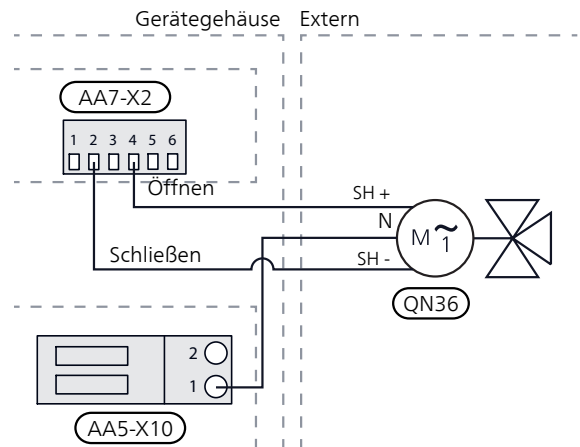 Gerätegehäuse Extern
AA7-X2
1 2 3 4 5 6
Öffnen
SH +
N
Schließen
SH -
M ~ 1
QN36
2
1
AA5-X10